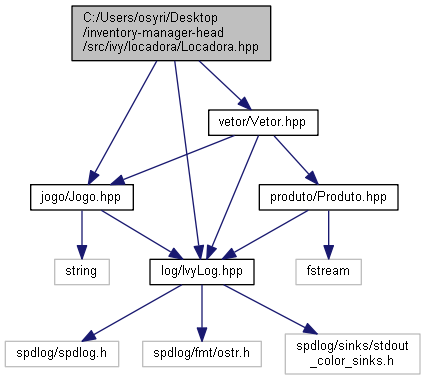 C:/Users/osyri/Desktop
/inventory-manager-head
/src/ivy/locadora/Locadora.hpp
vetor/Vetor.hpp
jogo/Jogo.hpp
produto/Produto.hpp
string
log/IvyLog.hpp
fstream
spdlog/spdlog.h
spdlog/fmt/ostr.h
spdlog/sinks/stdout
_color_sinks.h